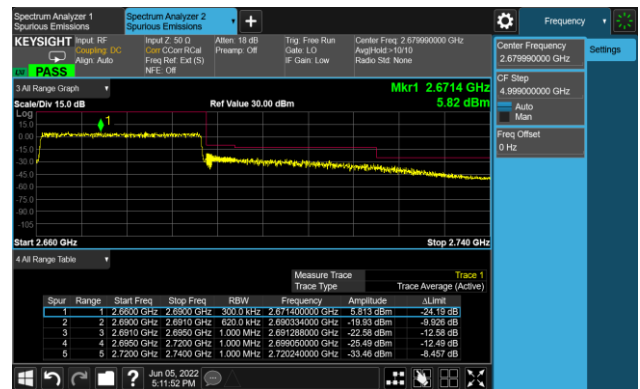 Spectrum Analyzer 1
Spurious Emissions
Spectrum Analyzer 2
Spurious Emissions
Frequency
KEYSIGHT
Input: RF
Coupling: DC
Align: Auto
Input Z: 50 Ω
Corr CCorr RCal
Freq Ref: Ext (S)
NFE: Off
Atten: 18 dB
Preamp: Off
Trig: Free Run
Gate: LO
IF Gain: Low
Center Freq: 2.679990000 GHz
Avg|Hold:>10/10
Radio Std: None
PASS
Center Frequency
2.679990000 GHz
Settings
CF Step
4.999000000 GHz
Auto
Man
Freq Offset
0 Hz
3 All Range Graph
Mkr1 2.6714 GHz
Scale/Div 15.0 dB
Ref Value 30.00 dBm
5.82 dBm
Log
1
15.0
0.00
-15.0
-30.0
-45.0
-60.0
-75.0
-90.0
-105
Start 2.660 GHz
Stop 2.740 GHz
4 All Range Table
Measure Trace Trace 1
Trace Type Trace Average (Active)
Spur Range Start Freq Stop Freq RBW Frequency Amplitude ΔLimit
1 1 2.6600 GHz 2.6900 GHz 300.0 kHz 2.671400000 GHz 5.813 dBm -24.19 dB
2 2 2.6900 GHz 2.6910 GHz 620.0 kHz 2.690334000 GHz -19.93 dBm -9.926 dB
3 3 2.6910 GHz 2.6950 GHz 1.000 MHz 2.691288000 GHz -22.58 dBm -12.58 dB
4 4 2.6950 GHz 2.7200 GHz 1.000 MHz 2.699050000 GHz -25.49 dBm -12.49 dB
5 5 2.7200 GHz 2.7400 GHz 1.000 MHz 2.720240000 GHz -33.46 dBm -8.457 dB
?
Jun 05, 2022
5:11:52 PM